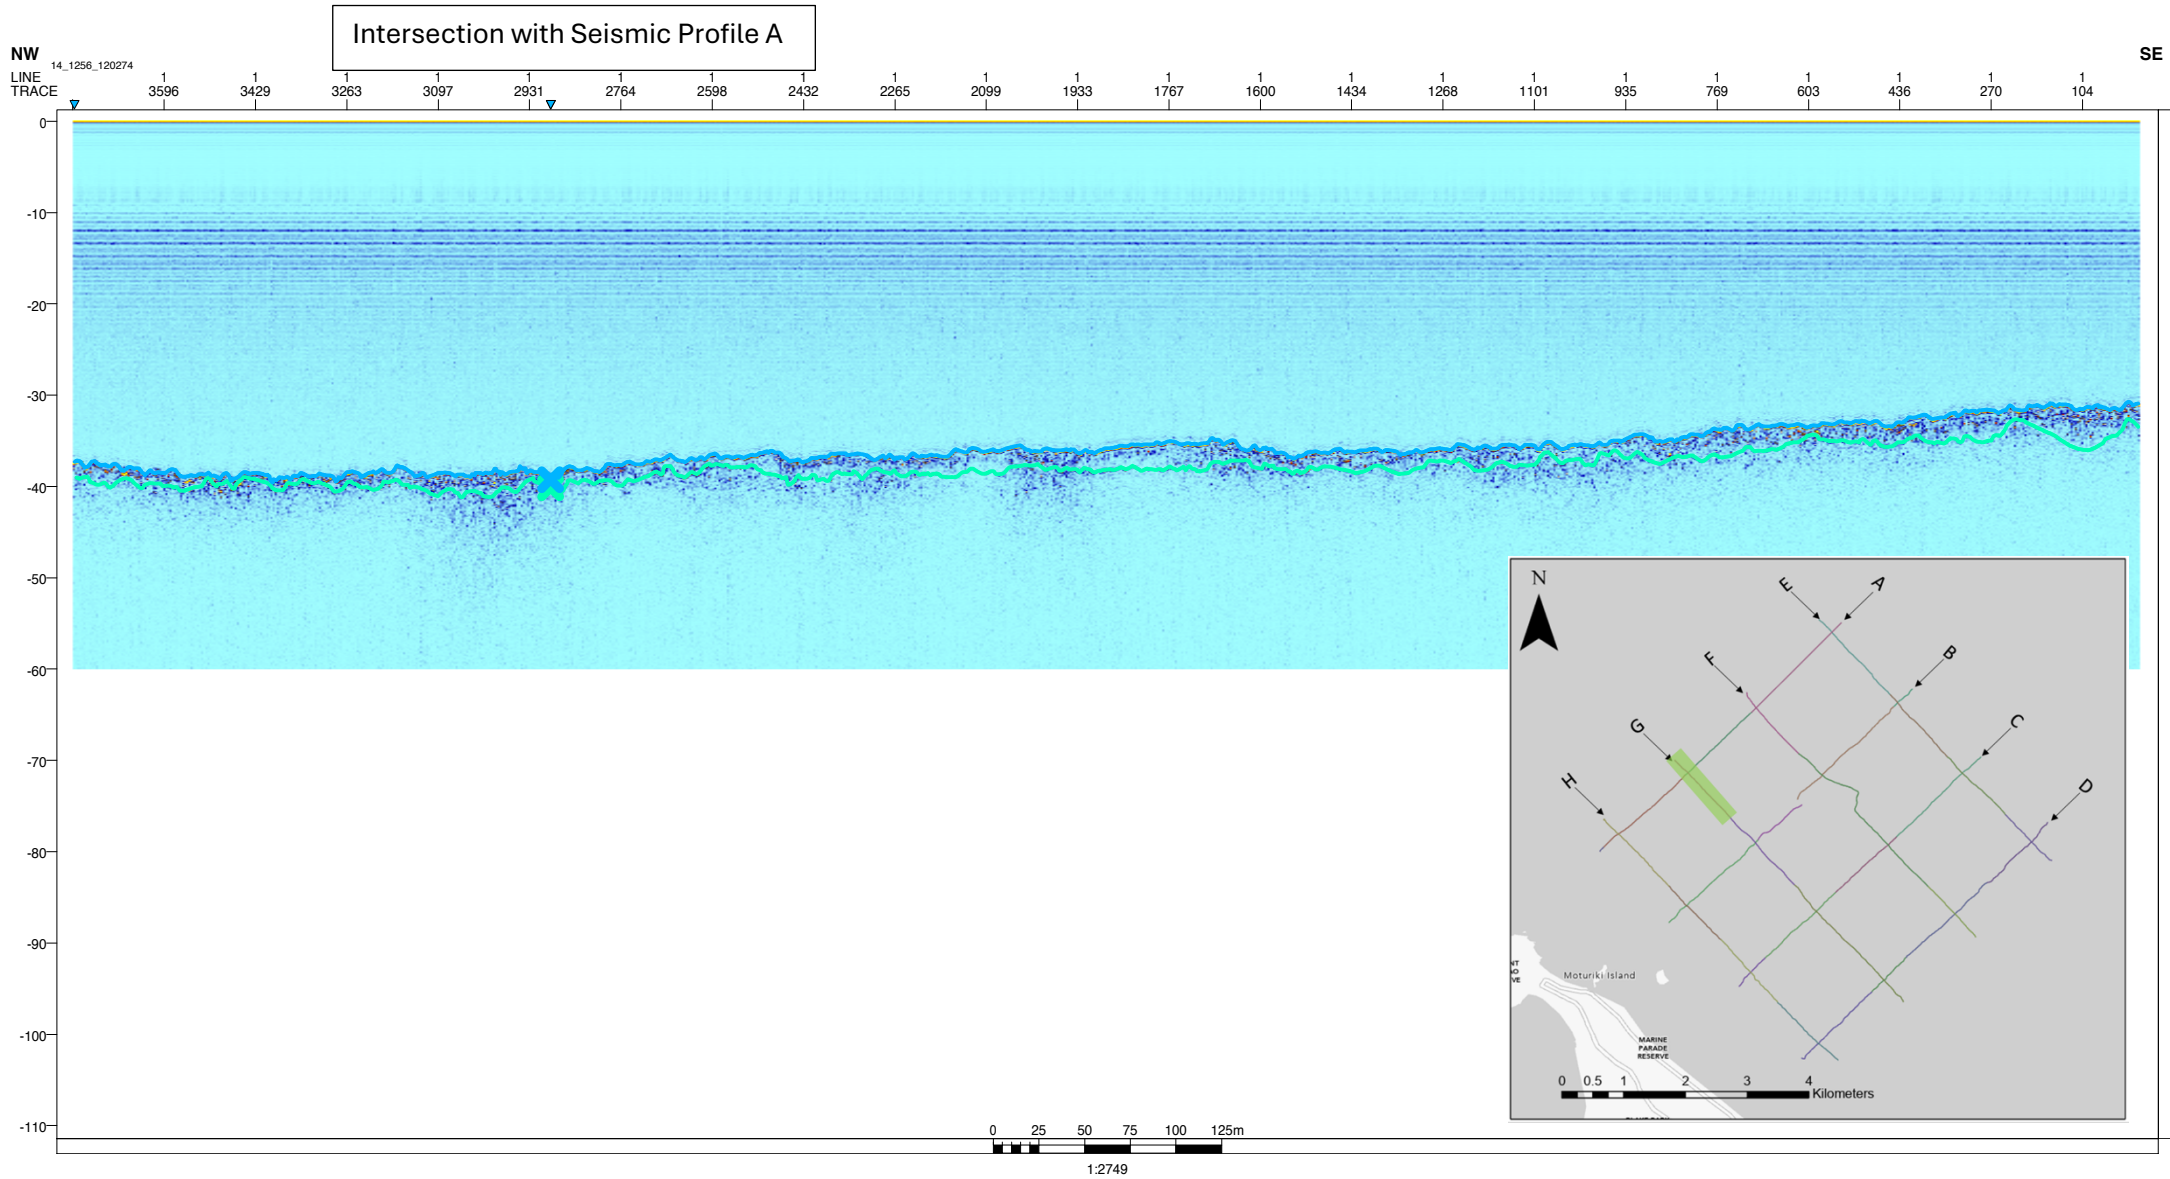 Intersection with Seismic Profile A
NW
SE
14_1256_120274
LINE 1 1 1 1 1 1 1 1 1 1 1 1 1 1 1 1 1 1 1 1 1 1
TRACE 3596 3429 3263 3097 2931 2764 2598 2432 2265 2099 1933 1767 1600 1434 1268 1101 935 769 603 436 270 104
0
-10
-20
-30
-40
-50
-60
-70
-80
-90
-100
-110
N
E
A
F
B
G
C
H
D
NT
AO
VE
Moturiki Island
MARINE
PARADE
RESERVE
0 0.5 1 2 3 4
Kilometers
0 25 50 75 100 125m
1:2749